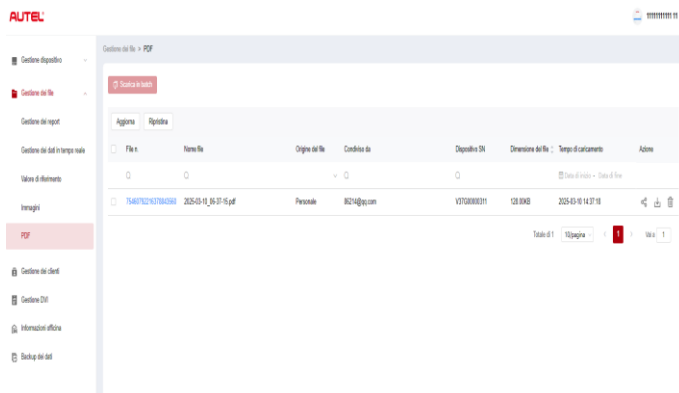 AUTEL
11111111111 11
Gestione dispositivo
Gestione dei file
Gestione dei report
Gestione dei dati in tempo reale
Valore di riferimento
Immagini
PDF
Gestione dei clienti
Gestione DVI
Informazioni officina
Backup dei dati
Gestione dei file > PDF
Scarica in batch
Aggiorna Ripristina
File n. Nome file Origine del file Condiviso da Dispositivo SN Dimensione del file Tempo di caricamento Azione
Data di inizio ~ Data di fine
2025-03-10_06-37-15.pdf Personale 86214@qq.com V37G00000311 128.00KB 2025-03-10 14:37:18
Totale di 1 10/pagina 1 Vai a 1